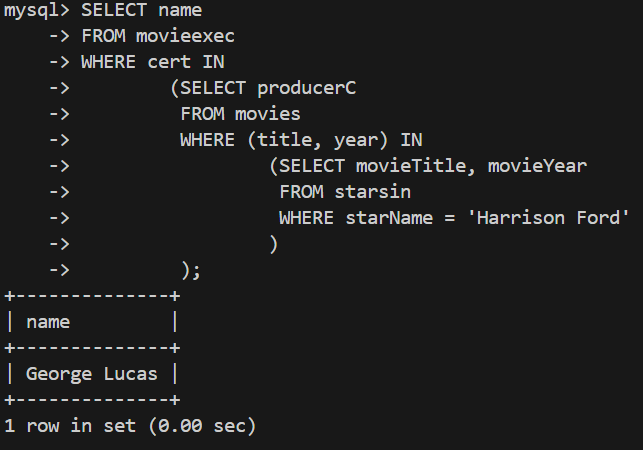 mysql> SELECT name
    -> FROM movieexec
    -> WHERE cert IN
    ->         (SELECT producerC
    ->          FROM movies
    ->          WHERE (title, year) IN
    ->                  (SELECT movieTitle, movieYear
    ->                   FROM starsin
    ->                   WHERE starName = 'Harrison Ford'
    ->                  )
    ->          );
+--------------+
| name         |
+--------------+
| George Lucas |
+--------------+
1 row in set (0.00 sec)